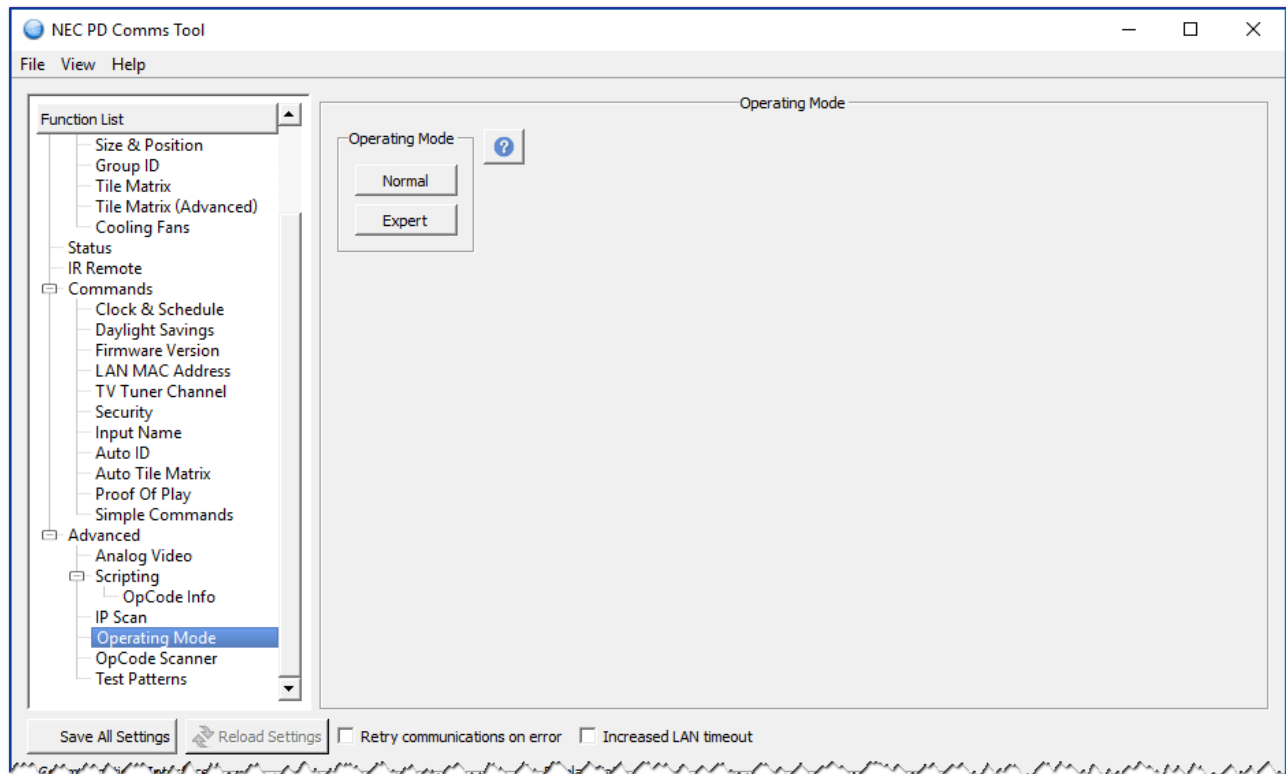 NEC PD Comms Tool
File View Help
Function List
Size & Position
Group ID
Tile Matrix
Tile Matrix (Advanced)
Cooling Fans
Status
IR Remote
Commands
Clock & Schedule
Daylight Savings
Firmware Version
LAN MAC Address
TV Tuner Channel
Security
Input Name
Auto ID
Auto Tile Matrix
Proof Of Play
Simple Commands
Advanced
Analog Video
Scripting
OpCode Info
IP Scan
Operating Mode
OpCode Scanner
Test Patterns
Operating Mode
Operating Mode
Normal
Expert
Save All Settings Reload Settings Retry communications on error Increased LAN timeout